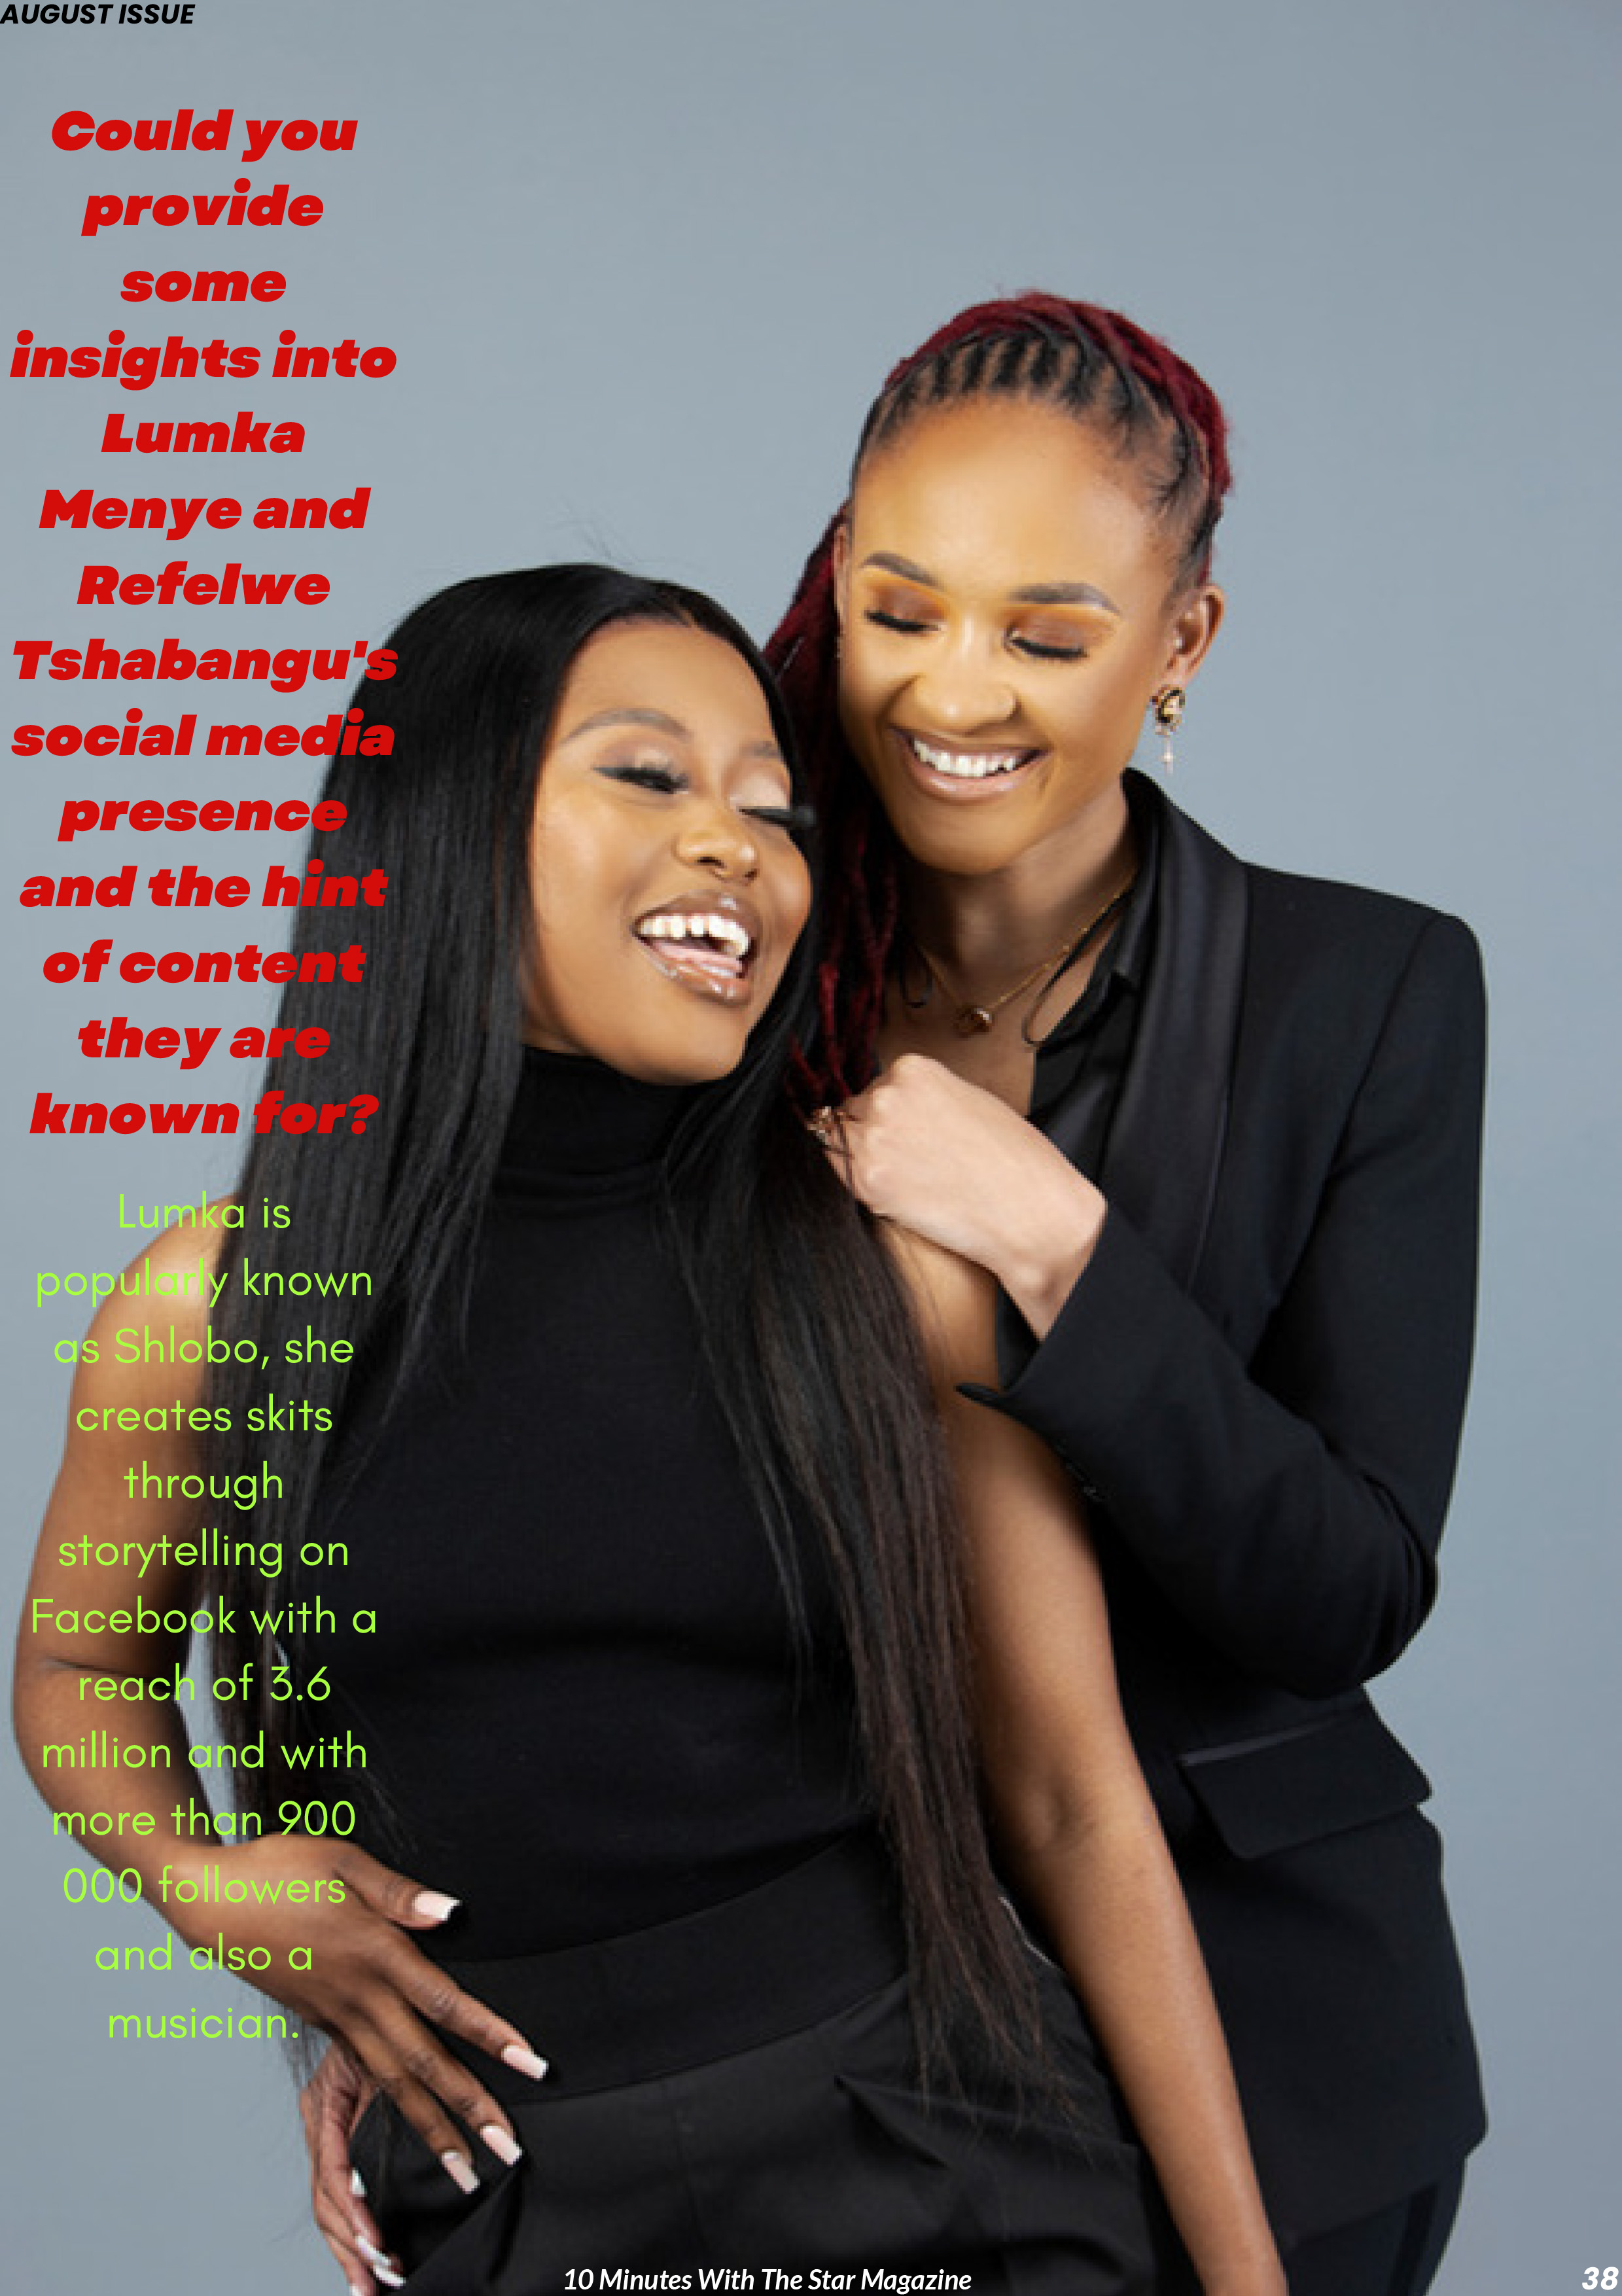 AUGUST ISSUE
Could you
provide
some
insights into
Lumka
Menye and
Refelwe
Tshabangu's
social media
presence
and the hint
of content
they are
known for?
Lumka is
popularly known
as Shlobo, she
creates skits
through
storytelling on
Facebook with a
reach of 3.6
million and with
more than 900
000 followers
and also a
musician.
10 Minutes With The Star Magazine
38